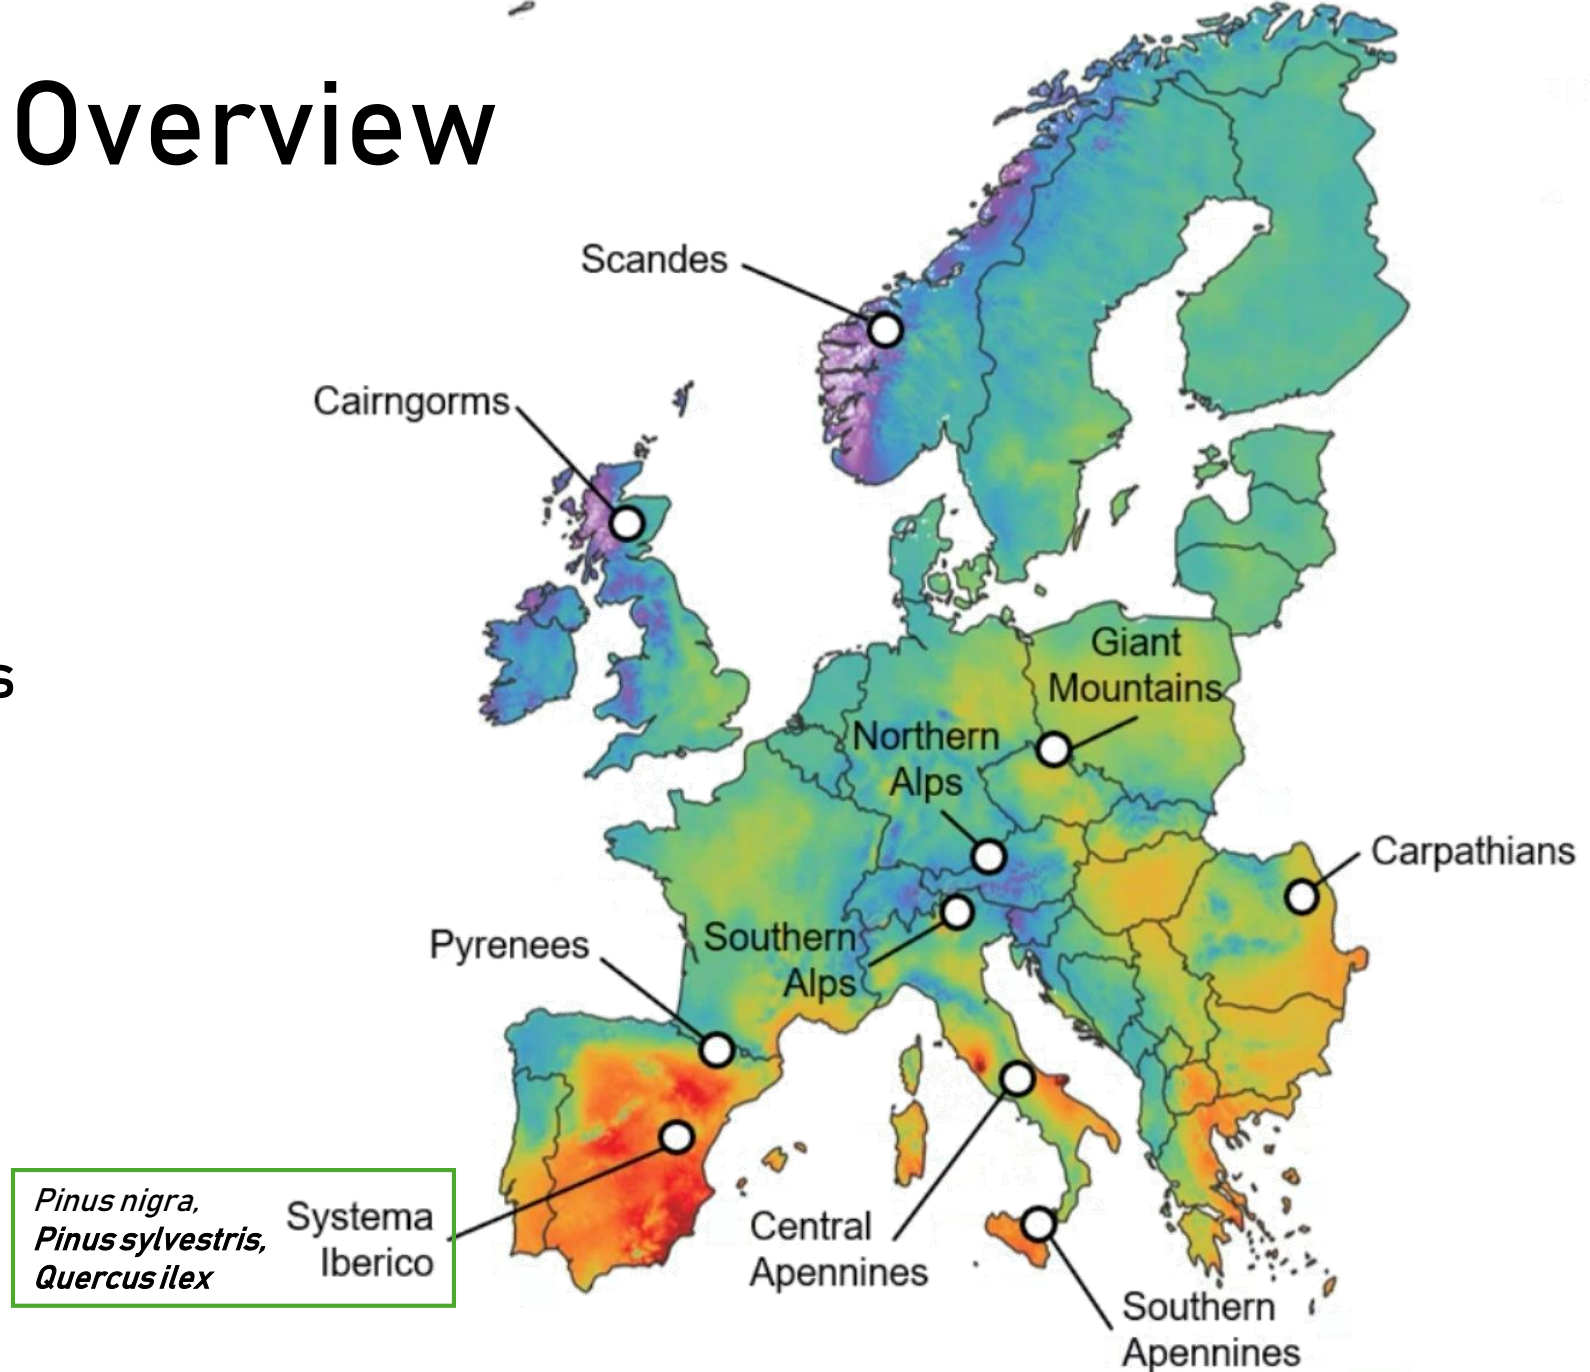 Overview
Scandes
Cairngorms
s
Giant
Mountains
Northern
Alps
Carpathians
Pyrenees
Southern
Alps
Pinus nigra,
Pinus sylvestris,
Quercus ilex
Systema
Iberico
Central
Apennines
Southern
Apennines